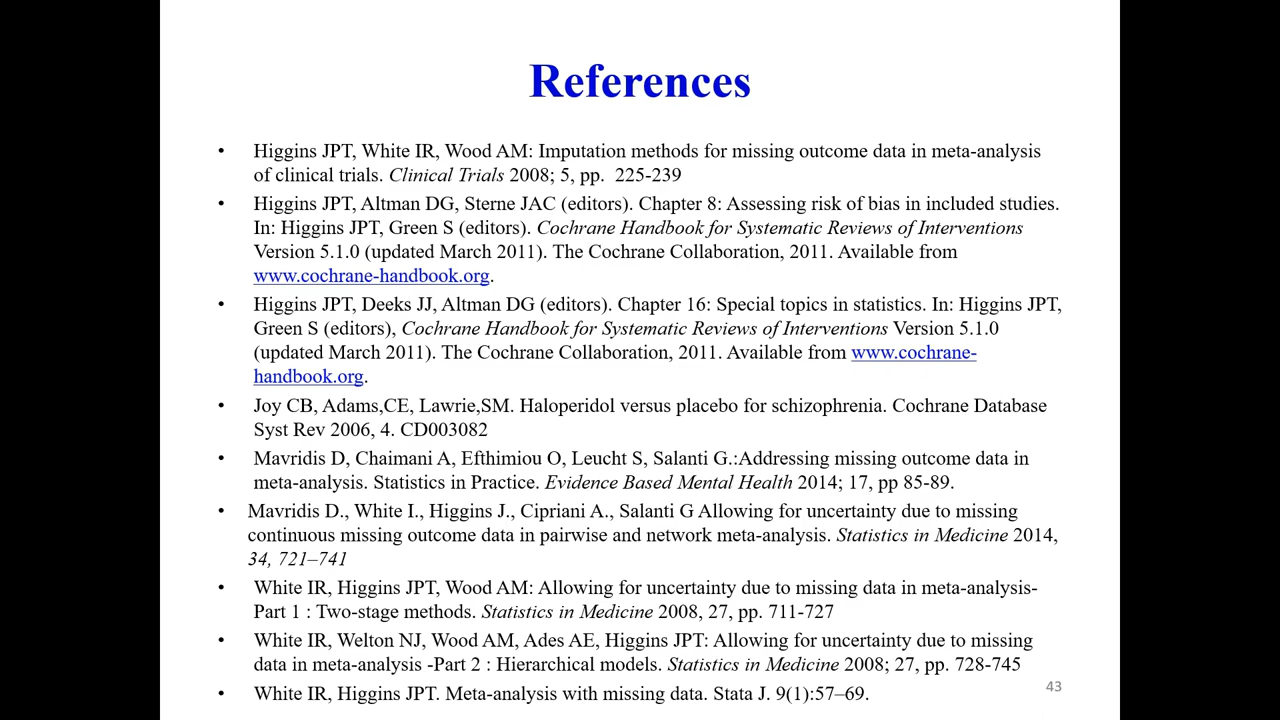 References
• Higgins JPT, White IR, Wood AM: Imputation methods for missing outcome data in meta-analysis
of clinical trials. Clinical Trials 2008; 5, pp. 225-239
• Higgins JPT, Altman DG, Sterne JAC (editors). Chapter 8: Assessing risk of bias in included studies.
In: Higgins JPT, Green S (editors). Cochrane Handbook for Systematic Reviews of Interventions
Version 5.1.0 (updated March 2011). The Cochrane Collaboration, 2011. Available from
www.cochrane-handbook.org.
• Higgins JPT, Deeks JJ, Altman DG (editors). Chapter 16: Special topics in statistics. In: Higgins JPT,
Green S (editors), Cochrane Handbook for Systematic Reviews of Interventions Version 5.1.0
(updated March 2011). The Cochrane Collaboration, 2011. Available from www.cochrane-
handbook.org.
• Joy CB, Adams,CE, Lawrie,SM. Haloperidol versus placebo for schizophrenia. Cochrane Database
Syst Rev 2006, 4. CD003082
• Mavridis D, Chaimani A, Efthimiou O, Leucht S, Salanti G.:Addressing missing outcome data in
meta-analysis. Statistics in Practice. Evidence Based Mental Health 2014; 17, pp 85-89.
• Mavridis D., White I., Higgins J., Cipriani A., Salanti G Allowing for uncertainty due to missing
continuous missing outcome data in pairwise and network meta-analysis. Statistics in Medicine 2014,
34, 721–741
• White IR, Higgins JPT, Wood AM: Allowing for uncertainty due to missing data in meta-analysis-
Part 1 : Two-stage methods. Statistics in Medicine 2008, 27, pp. 711-727
• White IR, Welton NJ, Wood AM, Ades AE, Higgins JPT: Allowing for uncertainty due to missing
data in meta-analysis -Part 2 : Hierarchical models. Statistics in Medicine 2008; 27, pp. 728-745
• White IR, Higgins JPT. Meta-analysis with missing data. Stata J. 9(1):57–69.
43